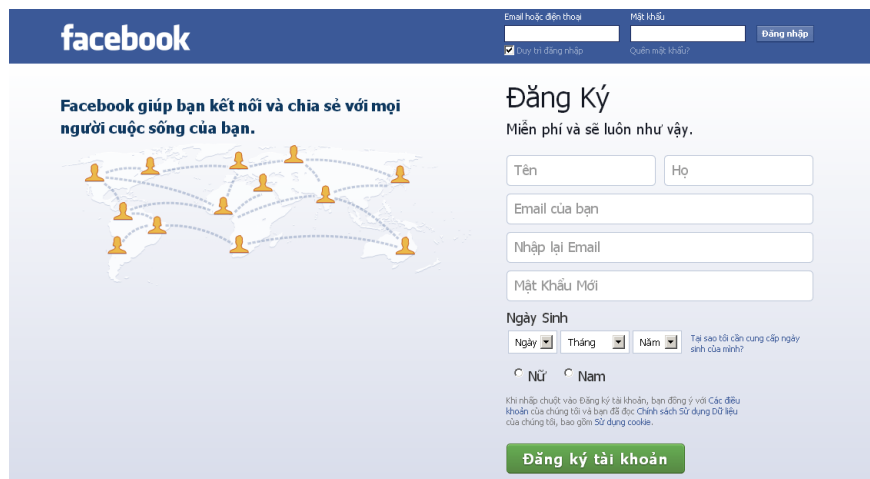 facebook
Email hoặc điện thoại
Mật khẩu
Đăng nhập
Duy trì đăng nhập
Quên mật khẩu?
Facebook giúp bạn kết nối và chia sẻ với mọi
người cuộc sống của bạn.
Đăng Ký
Miễn phí và sẽ luôn như vậy.
Tên
Họ
Email của bạn
Nhập lại Email
Mật Khẩu Mới
Ngày Sinh
Ngày
Tháng
Năm
Tại sao tôi cần cung cấp ngày
sinh của mình?
Nữ
Nam
Khi nhấp chuột vào Đăng ký tài khoản, bạn đồng ý với Các điều
khoản của chúng tôi và bạn đã đọc Chính sách Sử dụng Dữ liệu
của chúng tôi, bao gồm Sử dụng cookie.
Đăng ký tài khoản